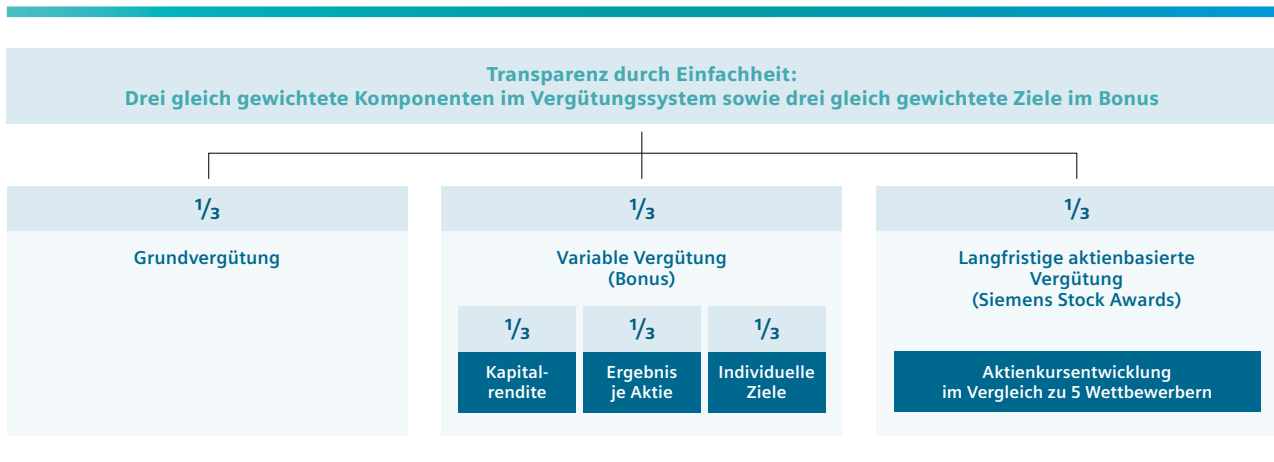 Transparenz durch Einfachheit:
Drei gleich gewichtete Komponenten im Vergütungssystem sowie drei gleich gewichtete Ziele im Bonus
1/3
Grundvergütung
1/3
Variable Vergütung
(Bonus)
1/3
Kapital-
rendite
1/3
Ergebnis
je Aktie
1/3
Individuelle
Ziele
1/3
Langfristige aktienbasierte
Vergütung
(Siemens Stock Awards)
Aktienkursentwicklung
im Vergleich zu 5 Wettbewerbern